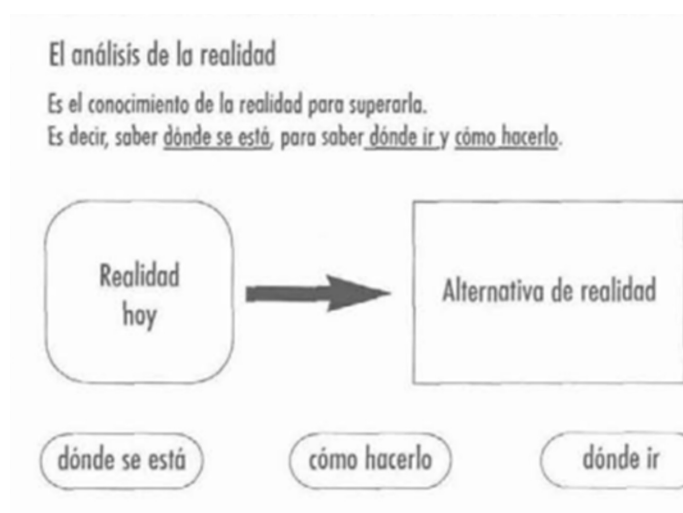 El análisis de la realidad
Es el conocimiento de la realidad para superarla.
Es decir, saber dónde se está, para saber dónde ir y cómo hacerlo.
Realidad
hoy
Alternativa de realidad
dónde se está
cómo hacerlo
dónde ir